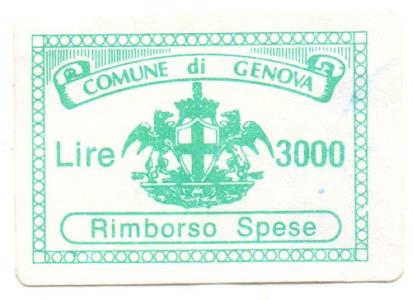 COMUNE di GENOVA
Lire 3000
Rimborso Spese